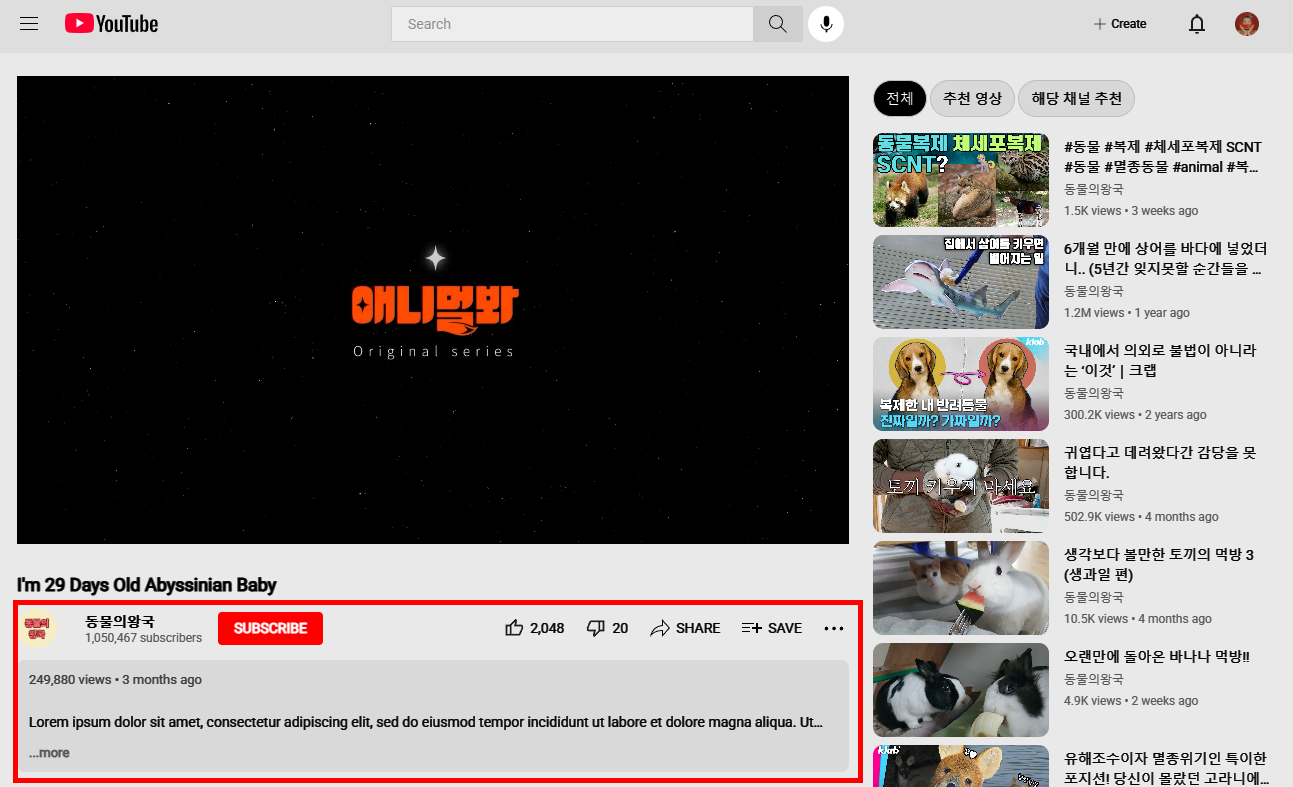 YouTube
Search
Create
애니멀봐
Original series
I'm 29 Days Old Abyssinian Baby
동물의
왕국
동물의왕국
1,050,467 subscribers
SUBSCRIBE
2,048
20
SHARE
SAVE
249,880 views • 3 months ago
Lorem ipsum dolor sit amet, consectetur adipiscing elit, sed do eiusmod tempor incididunt ut labore et dolore magna aliqua. Ut...
...more
전체
추천 영상
해당 채널 추천
동물복제 체세포복제
SCNT?
#동물 #복제 #체세포복제 SCNT
#동물 #멸종동물 #animal #복...
동물의왕국
1.5K views • 3 weeks ago
집에서 상어를 키우면
벌어지는 일
6개월 만에 상어를 바다에 넣었더
니.. (5년간 잊지못할 순간들을 ...
동물의왕국
1.2M views • 1 year ago
klab
복제한 내 반려동물
진짜일까? 가짜일까?
국내에서 의외로 불법이 아니라
는 ‘이것’ | 크랩
동물의왕국
300.2K views • 2 years ago
토끼 키우지 마세요
귀엽다고 데려왔다간 감당을 못
합니다.
동물의왕국
502.9K views • 4 months ago
생각보다 볼만한 토끼의 먹방 3
(생과일 편)
동물의왕국
10.5K views • 4 months ago
오랜만에 돌아온 바나나 먹방!!
동물의왕국
4.9K views • 2 weeks ago
klab
유해조수이자 멸종위기인 특이한
포지션! 당신이 몰랐던 고라니에...